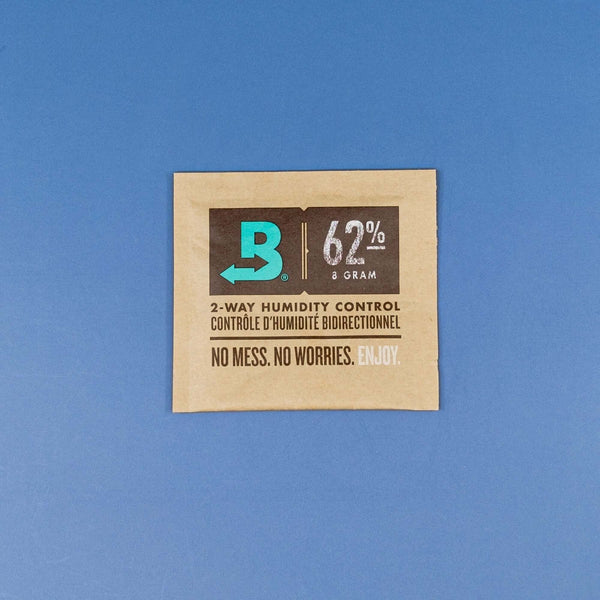 B®
62%
8 GRAM
2-WAY HUMIDITY CONTROL
CONTRÔLE D'HUMIDITÉ BIDIRECTIONNEL
NO MESS. NO WORRIES. ENJOY.